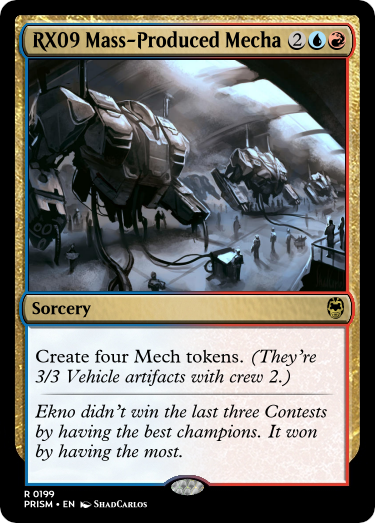 RX09 Mass-Produced Mecha 2
Sorcery
Create four Mech tokens. (They're
3/3 Vehicle artifacts with crew 2.)
Ekno didn't win the last three Contests
by having the best champions. It won
by having the most.
R 0199
PRISM • EN ShadCarlos